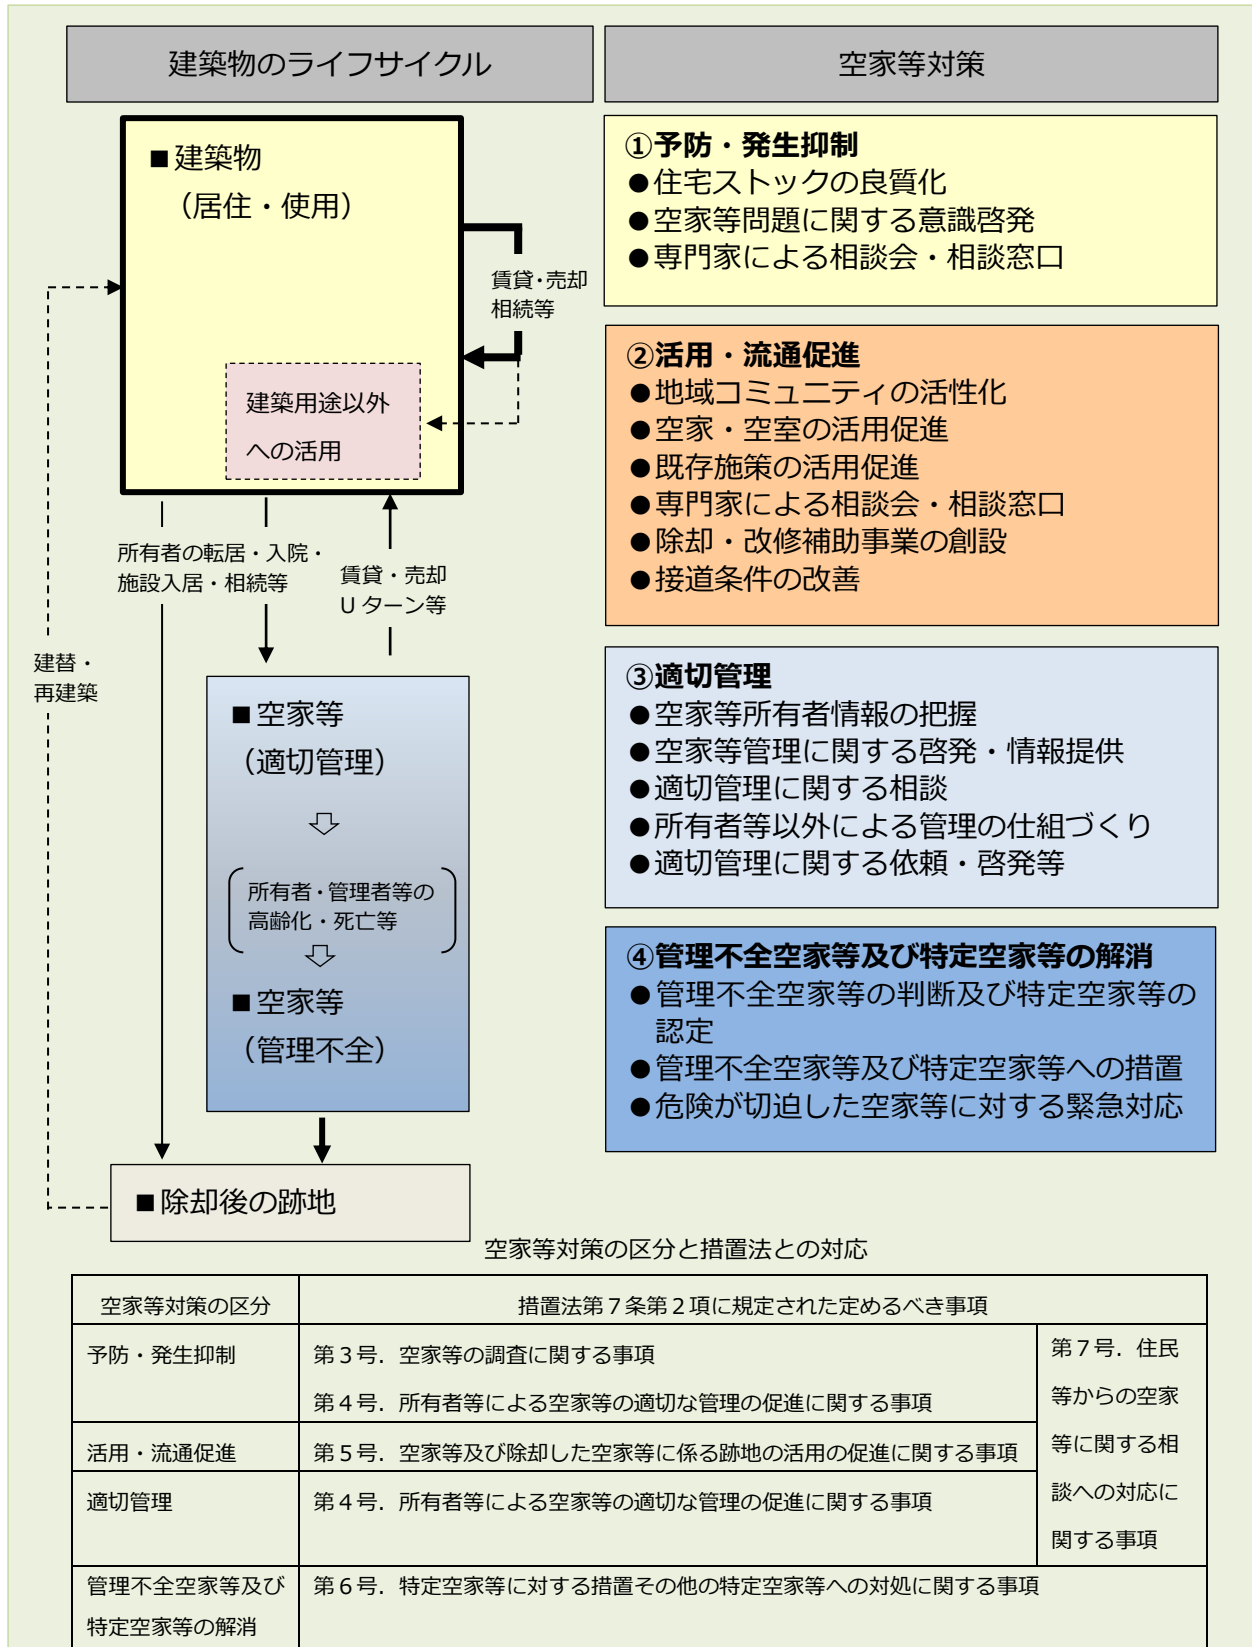 建築物のライフサイクル
空家等対策
■建築物
（居住・使用）
賃貸・売却
相続等
建築用途以外
への活用
所有者の転居・入院・
施設入居・相続等
賃貸・売却
Uターン等
建替・
再建築
■空家等
（適切管理）
所有者・管理者等の
高齢化・死亡等
■空家等
（管理不全）
■除却後の跡地
①予防・発生抑制
●住宅ストックの良質化
●空家等問題に関する意識啓発
●専門家による相談会・相談窓口
②活用・流通促進
●地域コミュニティの活性化
●空家・空室の活用促進
●既存施策の活用促進
●専門家による相談会・相談窓口
●除却・改修補助事業の創設
●接道条件の改善
③適切管理
●空家等所有者情報の把握
●空家等管理に関する啓発・情報提供
●適切管理に関する相談
●所有者等以外による管理の仕組づくり
●適切管理に関する依頼・啓発等
④管理不全空家等及び特定空家等の解消
●管理不全空家等の判断及び特定空家等の
認定
●管理不全空家等及び特定空家等への措置
●危険が切迫した空家等に対する緊急対応
空家等対策の区分と措置法との対応
空家等対策の区分
措置法第７条第２項に規定された定めるべき事項
予防・発生抑制
第３号．空家等の調査に関する事項
第４号．所有者等による空家等の適切な管理の促進に関する事項
活用・流通促進
第５号．空家等及び除却した空家等に係る跡地の活用の促進に関する事項
適切管理
第４号．所有者等による空家等の適切な管理の促進に関する事項
第７号．住民
等からの空家
等に関する相
談への対応に
関する事項
管理不全空家等及び
特定空家等の解消
第６号．特定空家等に対する措置その他の特定空家等への対処に関する事項